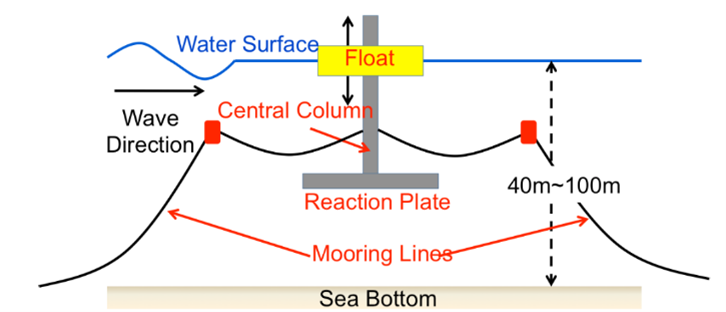 Water Surface
Float
Central Column
Wave
Direction
40m~100m
Reaction Plate
Mooring Lines
Sea Bottom